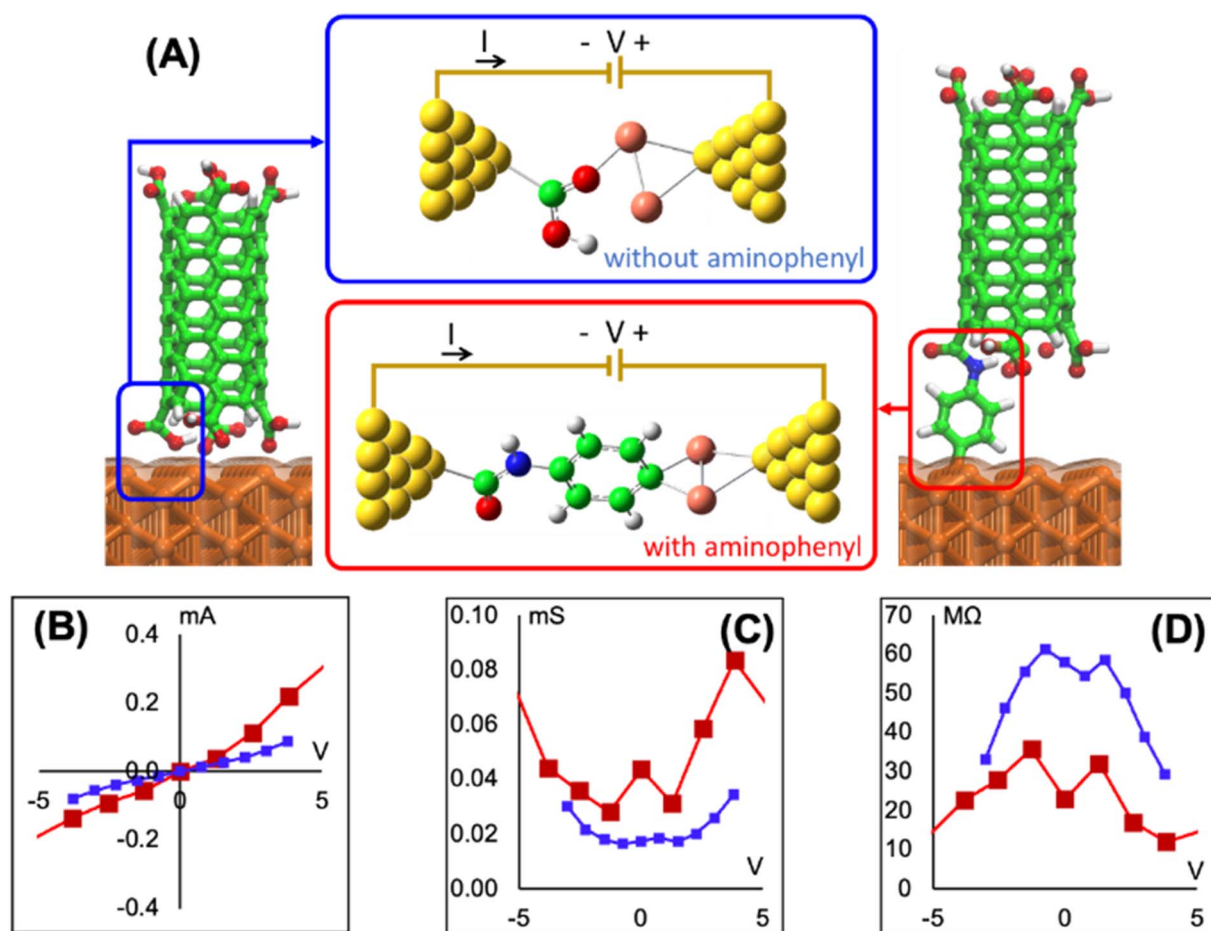 (A)
I
- V +
without aminophenyl
I
- V +
with aminophenyl
(B)
mA
0.4
0.2
0.0
-0.2
-0.4
-5
0
5
V
(C)
mS
0.10
0.08
0.06
0.04
0.02
0.00
-5
0
5
V
(D)
MΩ
70
60
50
40
30
20
10
0
-5
0
5
V